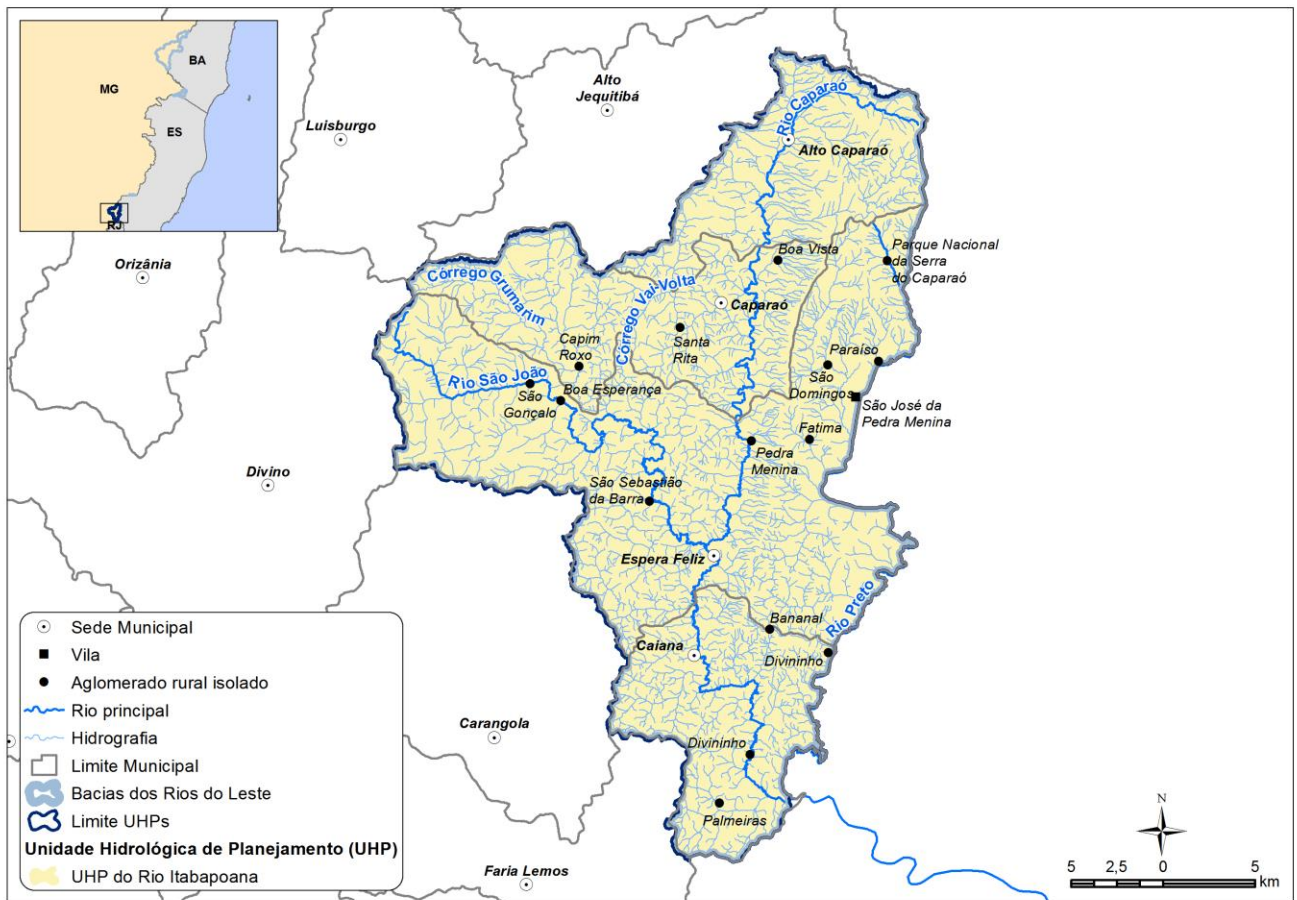 MG
BA
ES
RJ
Alto
Jequitibá
Luisburgo
Rio Caparaó
Alto Caparaó
Orizânia
Boa Vista
Parque Nacional
da Serra
do Caparaó
Córrego Grumarim
Córrego Vai-Volta
Caparaó
Santa
Rita
Capim
Roxo
Paraíso
São
Domingos
Rio São João
Boa Esperança
São
Gonçalo
São José da
Pedra Menina
Fatima
Pedra
Menina
Divino
São Sebastião
da Barra
Espera Feliz
Rio Preto
Bananal
Caiana
Divininho
Carangola
Divininho
Palmeiras
Faria Lemos
Sede Municipal
Vila
Aglomerado rural isolado
Rio principal
Hidrografia
Limite Municipal
Bacias dos Rios do Leste
Limite UHPs
Unidade Hidrológica de Planejamento (UHP)
UHP do Rio Itabapoana
N
5 2,5 0 5
km